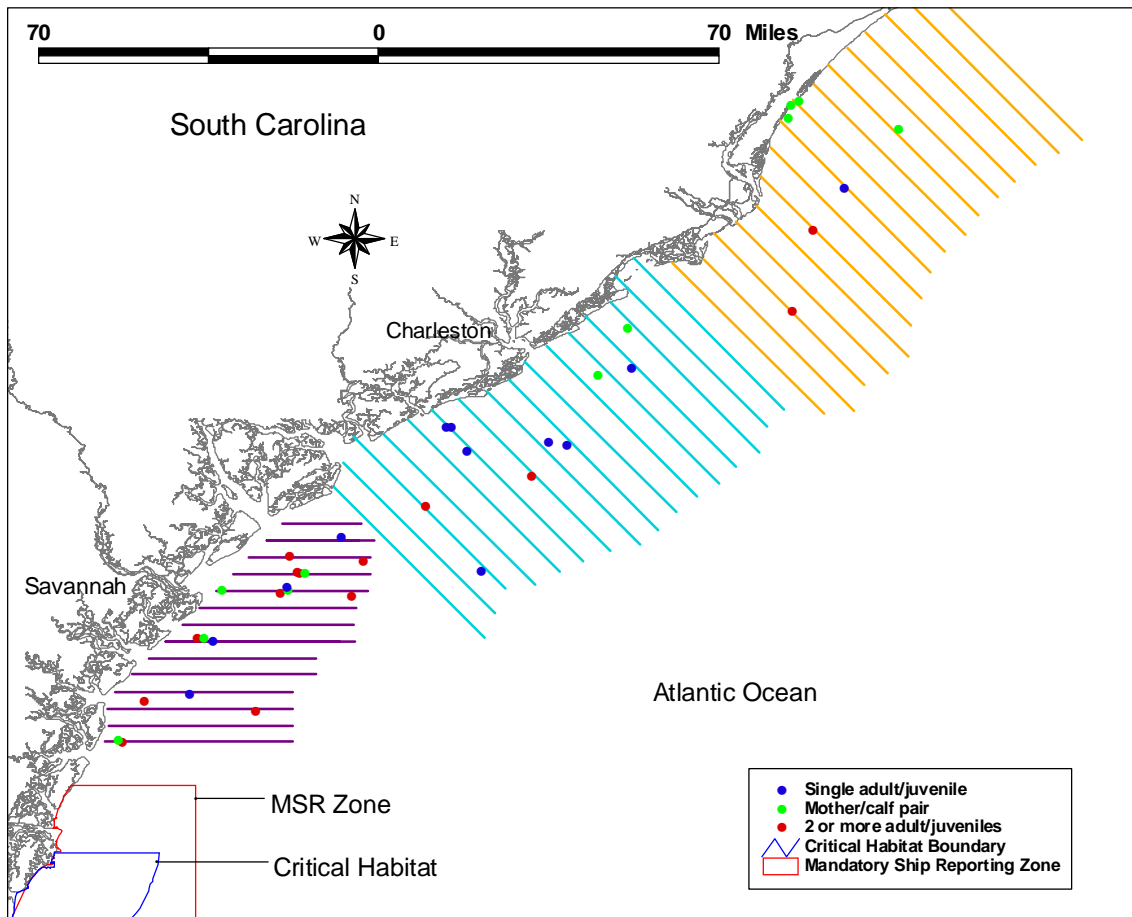 70 0 70 Miles
South Carolina
N
W E
S
Charleston
Savannah
Atlantic Ocean
MSR Zone
Critical Habitat
Single adult/juvenile
Mother/calf pair
2 or more adult/juveniles
Critical Habitat Boundary
Mandatory Ship Reporting Zone